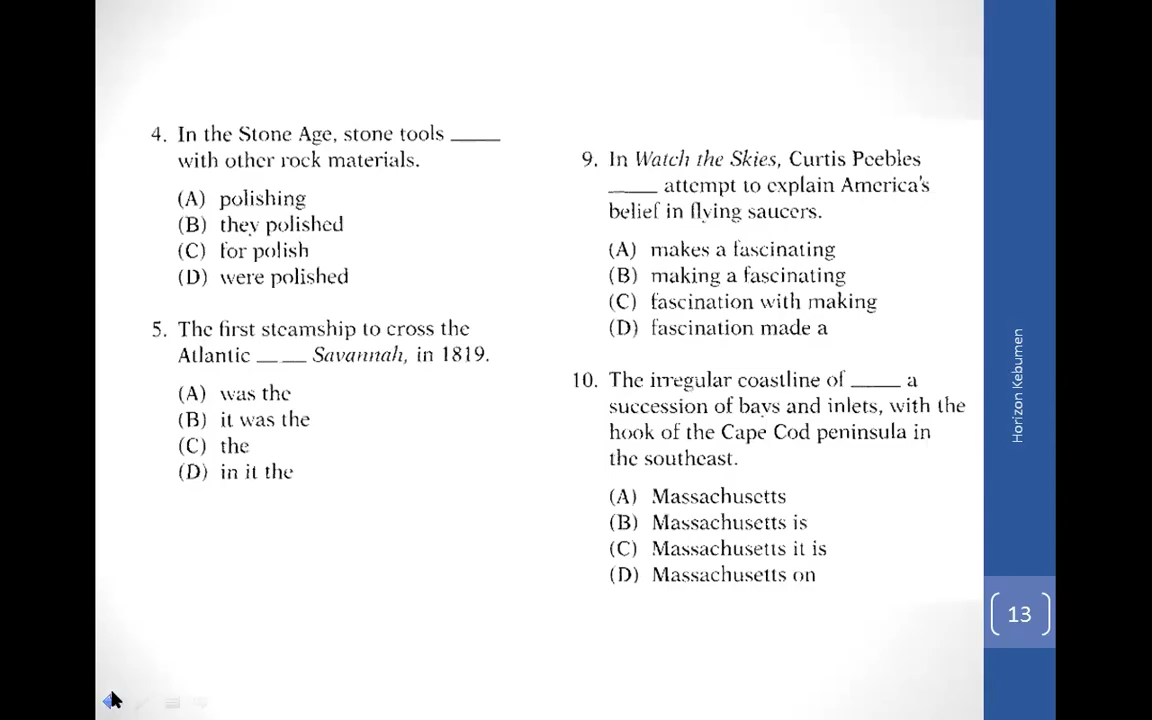 4. In the Stone Age, stone tools _____
with other rock materials.
(A) polishing
(B) they polished
(C) for polish
(D) were polished
5. The first steamship to cross the
Atlantic __ __ Savannah, in 1819.
(A) was the
(B) it was the
(C) the
(D) in it the
9. In Watch the Skies, Curtis Peebles
_____ attempt to explain America's
belief in flying saucers.
(A) makes a fascinating
(B) making a fascinating
(C) fascination with making
(D) fascination made a
10. The irregular coastline of _____ a
succession of bays and inlets, with the
hook of the Cape Cod peninsula in
the southeast.
(A) Massachusetts
(B) Massachusetts is
(C) Massachusetts it is
(D) Massachusetts on
Horizon Kebumen
13